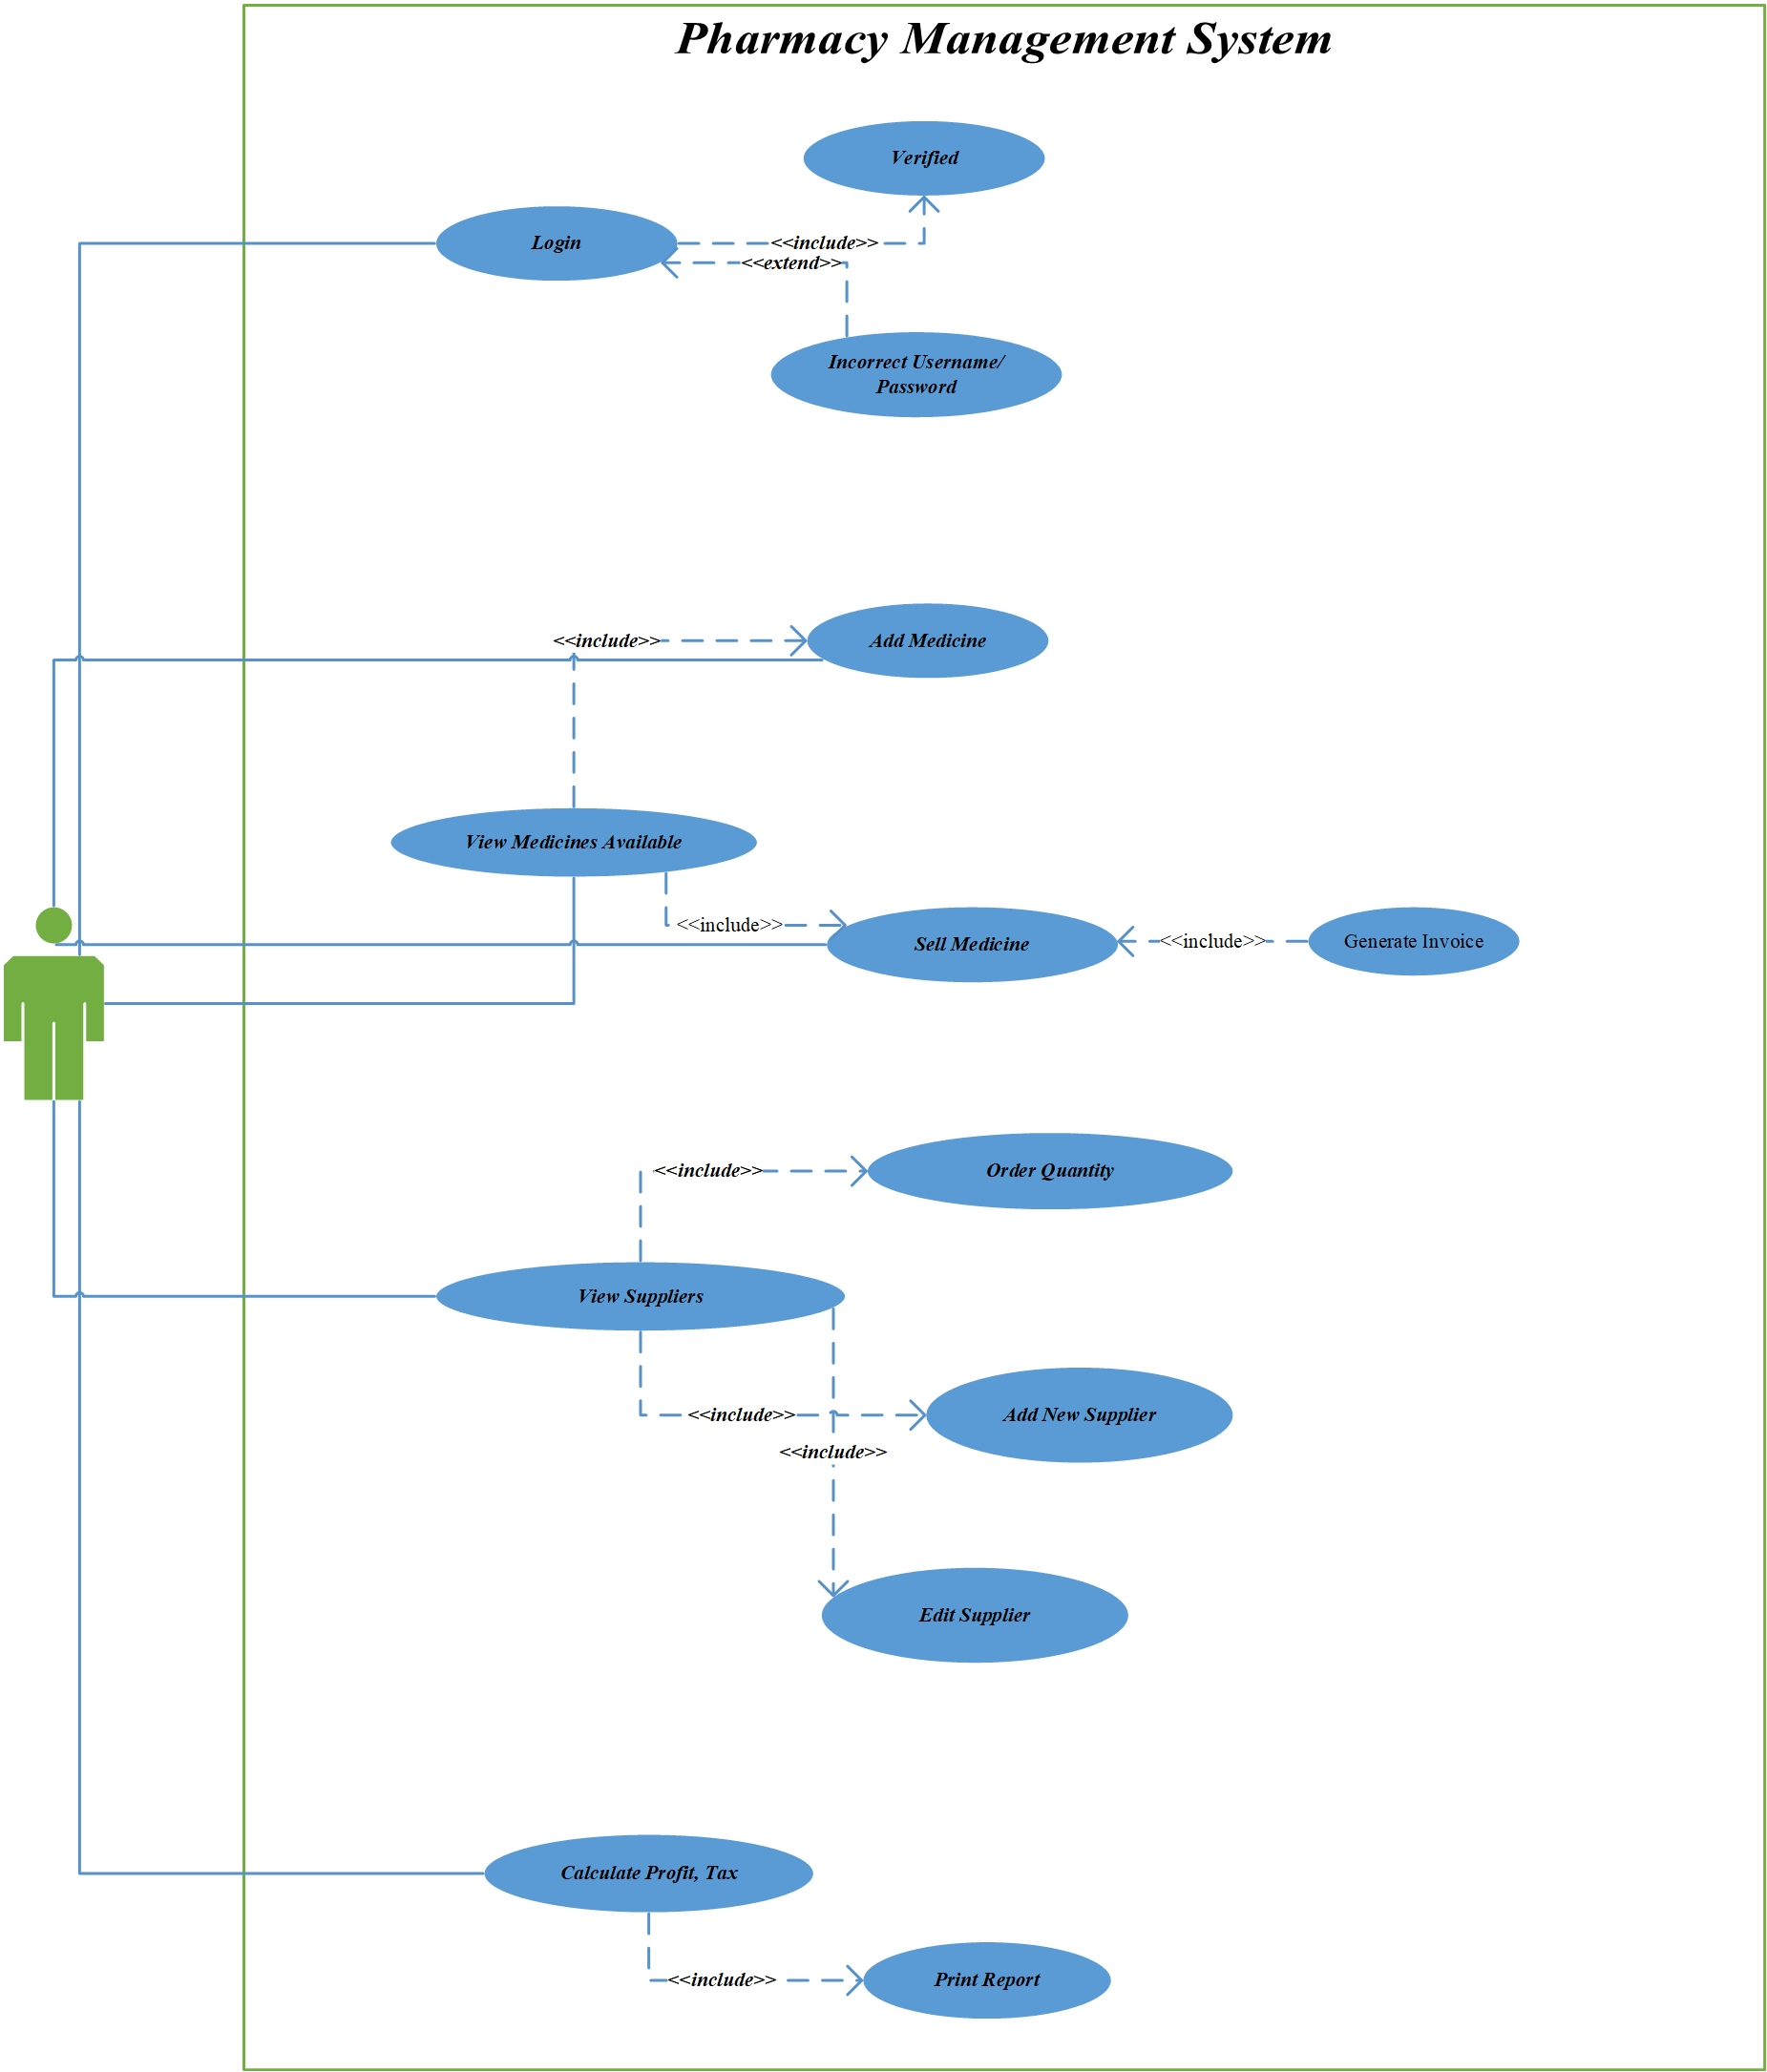 Pharmacy Management System
Verified
Login
<<include>>
<<extend>>
Incorrect Username/
Password
<<include>>
Add Medicine
View Medicines Available
<<include>>
Sell Medicine
<<include>>
Generate Invoice
<<include>>
Order Quantity
View Suppliers
<<include>>
Add New Supplier
<<include>>
Edit Supplier
Calculate Profit, Tax
<<include>>
Print Report